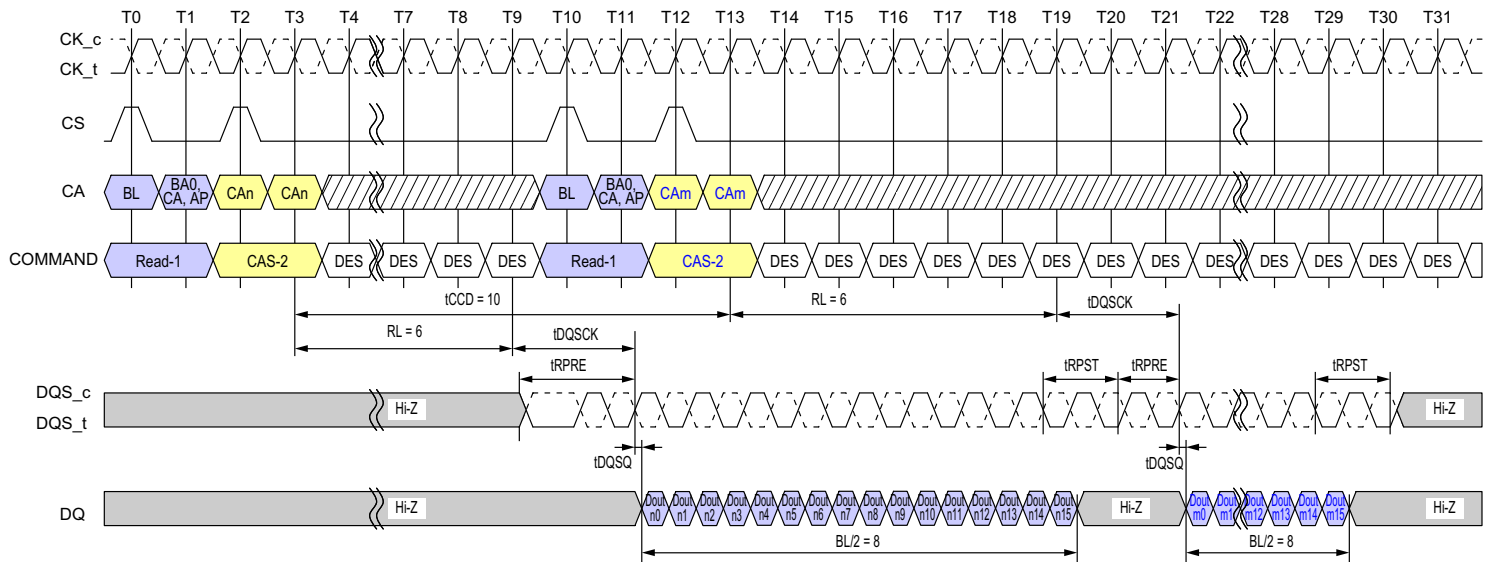 T0 T1 T2 T3 T4 T7 T8 T9 T10 T11 T12 T13 T14 T15 T16 T17 T18 T19 T20 T21 T22 T28 T29 T30 T31
CK_c
CK_t
CS
CA BL BA0, CA, AP CAn CAn BL BA0, CA, AP CAm CAm
COMMAND Read-1 CAS-2 DES DES DES DES Read-1 CAS-2 DES DES DES DES DES DES DES DES DES DES DES DES DES
tCCD = 10 RL = 6 tDQSCK
RL = 6 tDQSCK
tRPRE tRPST tRPRE tRPST
DQS_c
DQS_t Hi-Z Hi-Z
tDQSQ tDQSQ
DQ Hi-Z Dout n0 Dout n1 Dout n2 Dout n3 Dout n4 Dout n5 Dout n6 Dout n7 Dout n8 Dout n9 Dout n10 Dout n11 Dout n12 Dout n13 Dout n14 Dout n15 Hi-Z Dout m0 Dout m1 Dout m12 Dout m13 Dout m14 Dout m15 Hi-Z
BL/2 = 8 BL/2 = 8